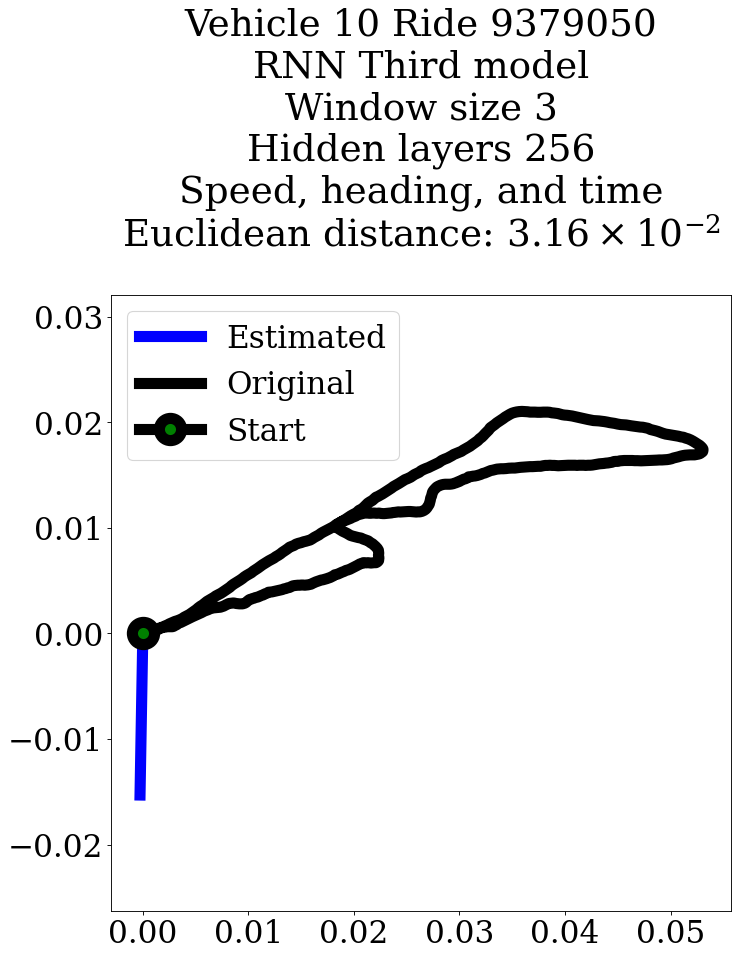 Vehicle 10 Ride 9379050
RNN Third model
Window size 3
Hidden layers 256
Speed, heading, and time
Euclidean distance: 3.16 × 10⁻²
0.03
Estimated
Original
0.02
Start
0.01
0.00
−0.01
−0.02
0.00 0.01 0.02 0.03 0.04 0.05